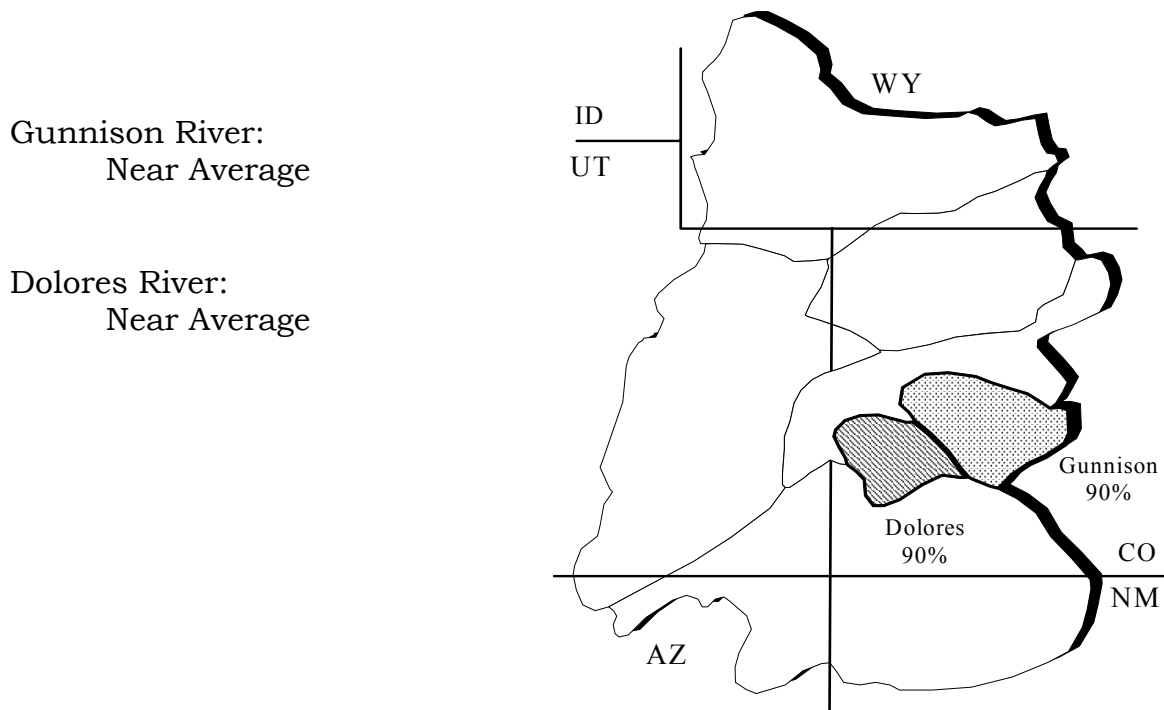 Gunnison River:
Near Average
Dolores River:
Near Average
WY
ID
UT
Gunnison
90%
Dolores
90%
CO
NM
AZ